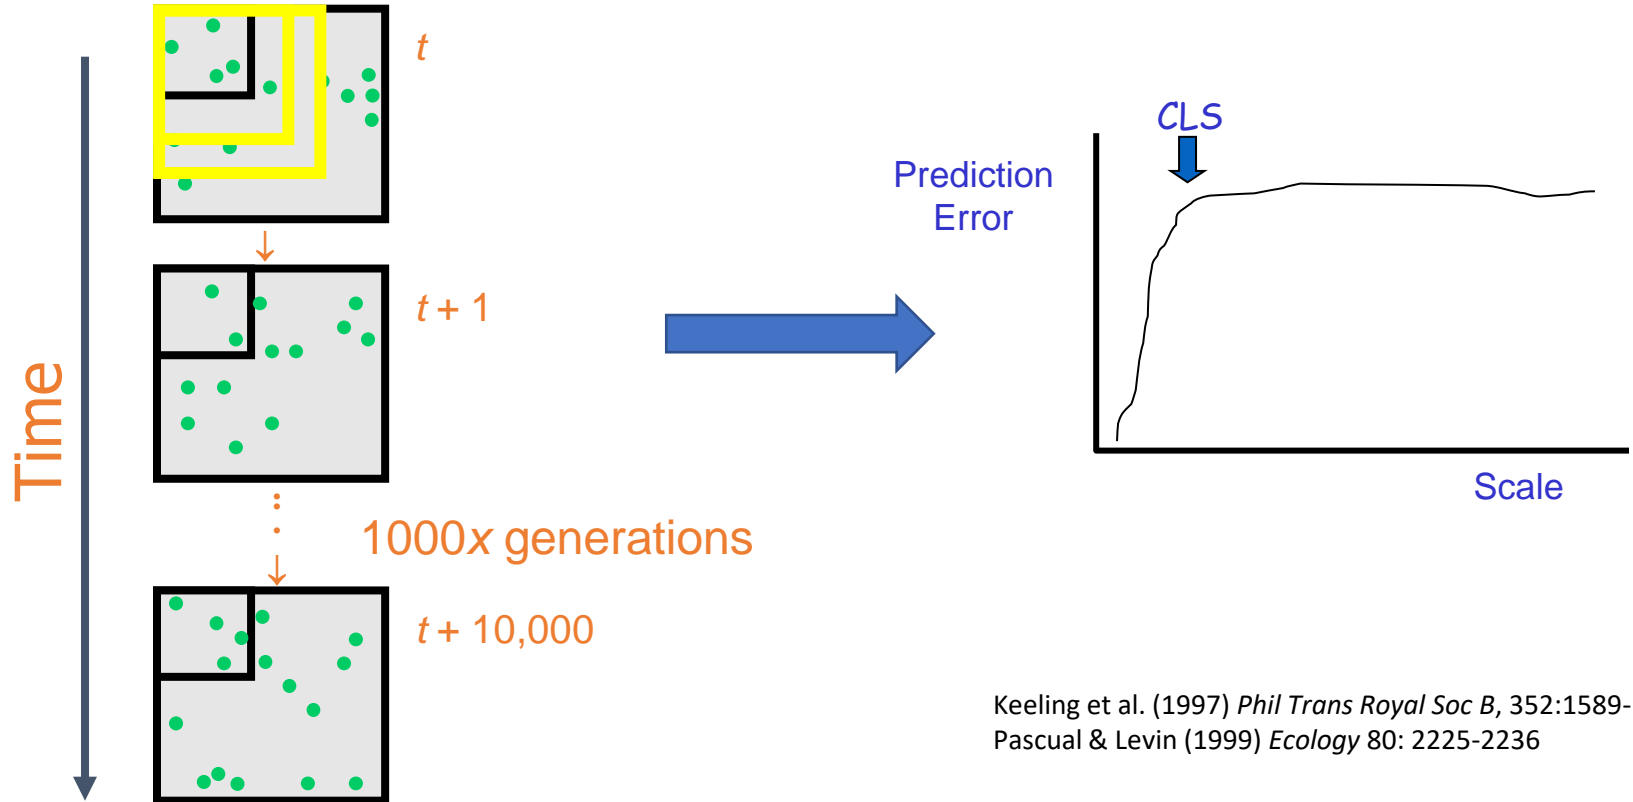 Time
t
t + 1
1000x generations
t + 10,000
CLS
Prediction
Error
Scale
Keeling et al. (1997) Phil Trans Royal Soc B, 352:1589-
Pascual & Levin (1999) Ecology 80: 2225-2236